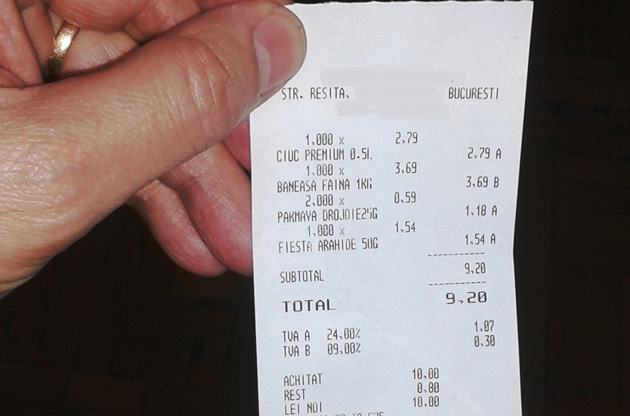 STR. RESITA, BUCURESTI
1.000 x 2.79
CIUC PREMIUM 0.5L 2.79 A
1.000 x 3.69
BANEASA FAINA 1KG 3.69 B
2.000 x 0.59
PAKMAYA DROJDIE25G 1.18 A
1.000 x 1.54
FIESTA ARAHIDE 50G 1.54 A
SUBTOTAL 9.20
TOTAL 9.20
TVA A 24.00% 1.07
TVA B 09.00% 0.30
ACHITAT 10.00
REST 0.80
LEI NOI 10.00